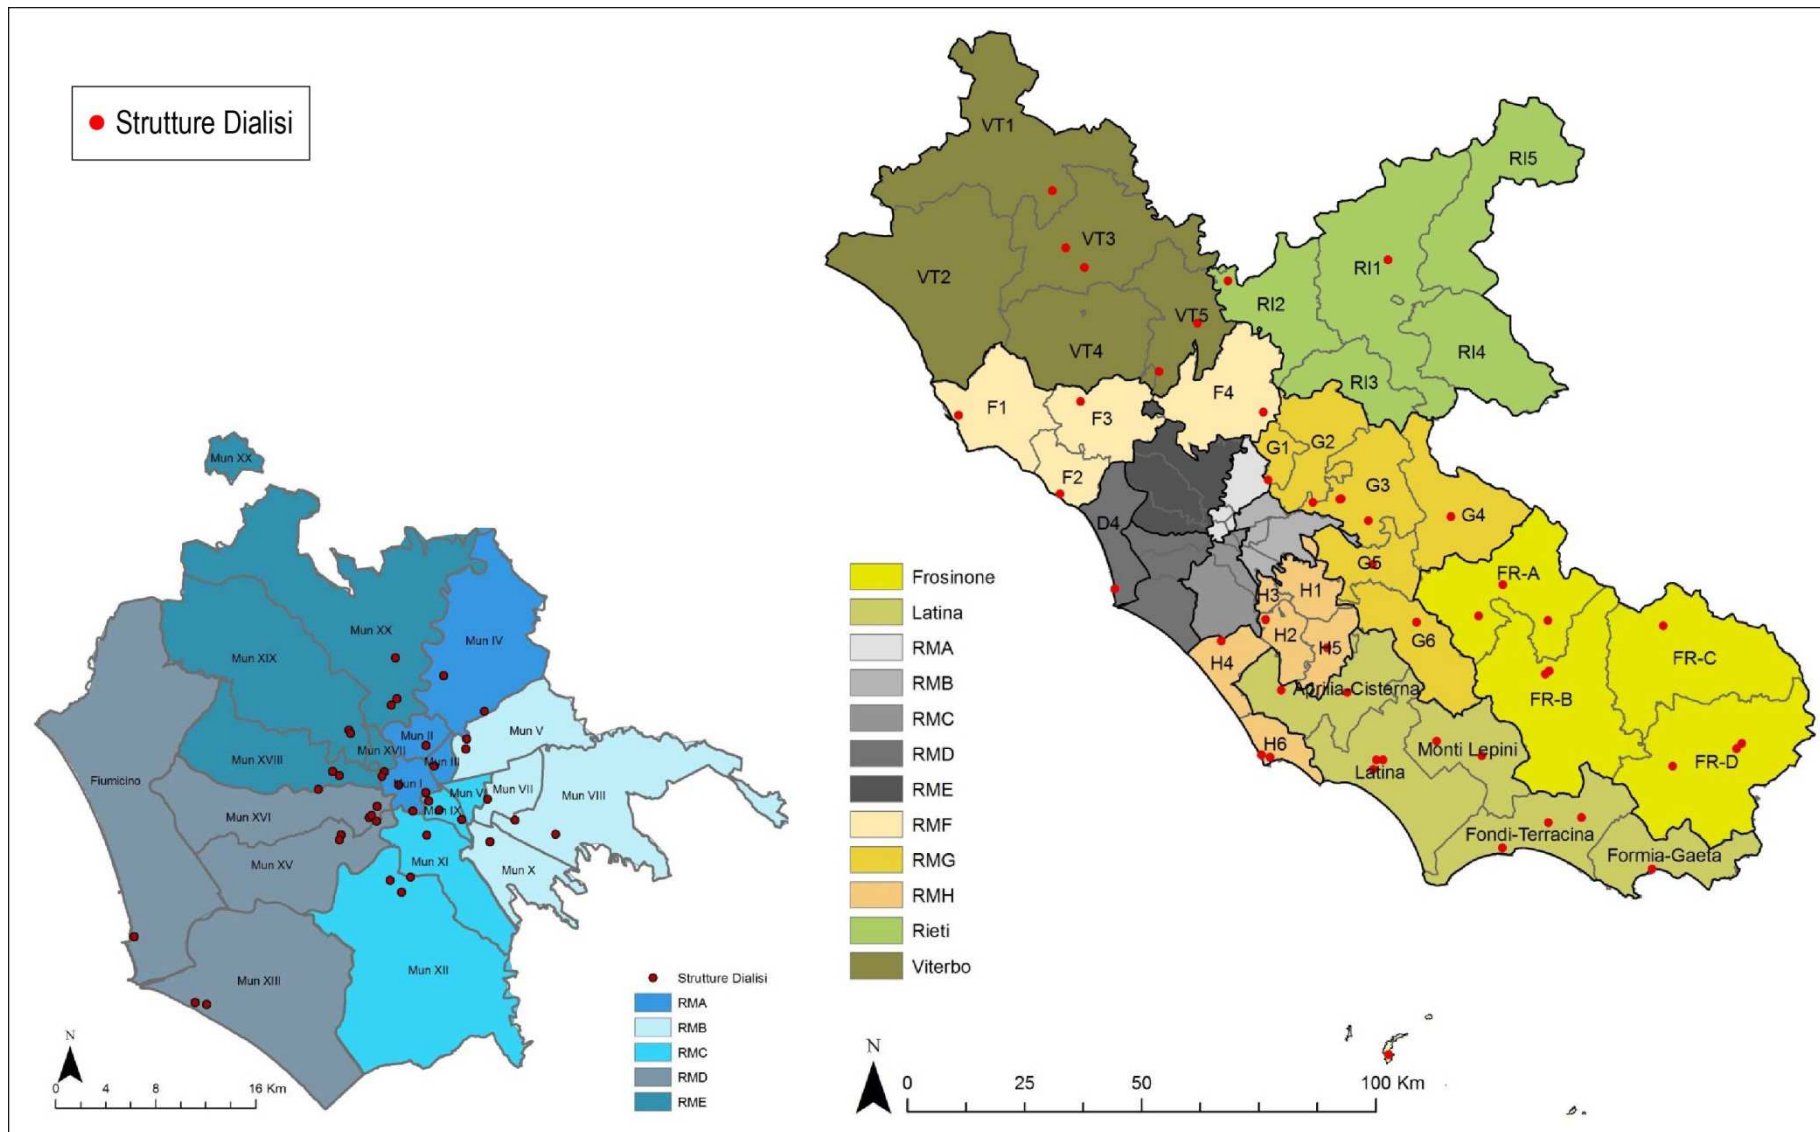 Strutture Dialisi
Mun XX
Mun XX
Mun IV
Mun XIX
Mun V
Mun II
Mun XVII
Mun III
Mun XVIII
Fiumicino
Mun I
Mun VI
Mun VII
Mun VIII
Mun IX
Mun XVI
Mun XV
Mun XI
Mun X
Mun XII
Mun XIII
Strutture Dialisi
RMA
RMB
RMC
RMD
RME
N
0 4 8 16 Km
VT1
RI5
VT3
VT2
RI1
RI2
VT5
VT4
RI4
RI3
F4
F1
F3
G2
G1
F2
G3
D4
G4
G5
FR-A
H1
H3
H2
G6
H5
FR-C
H4
Aprilia-Cisterna
FR-B
H6
Monti Lepini
FR-D
Latina
Fondi-Terracina
Formia-Gaeta
Frosinone
Latina
RMA
RMB
RMC
RMD
RME
RMF
RMG
RMH
Rieti
Viterbo
N
0 25 50 100 Km